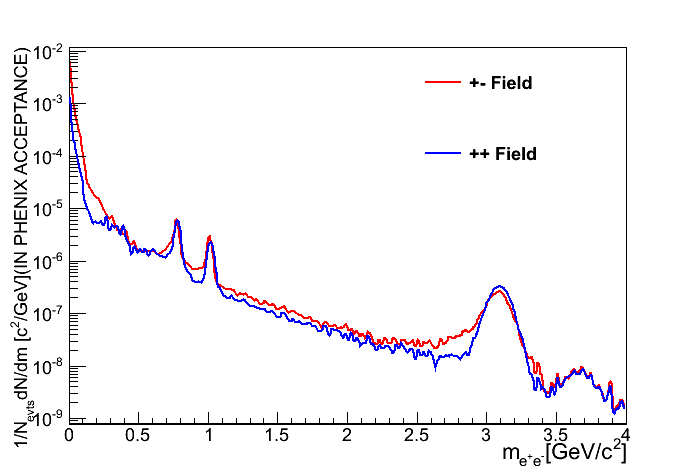 1/N_evts dN/dm [c²/GeV](IN PHENIX ACCEPTANCE)
10⁻²
10⁻³
10⁻⁴
10⁻⁵
10⁻⁶
10⁻⁷
10⁻⁸
10⁻⁹
+- Field
++ Field
0 0.5 1 1.5 2 2.5 3 3.5 4
m_e⁺e⁻[GeV/c²]